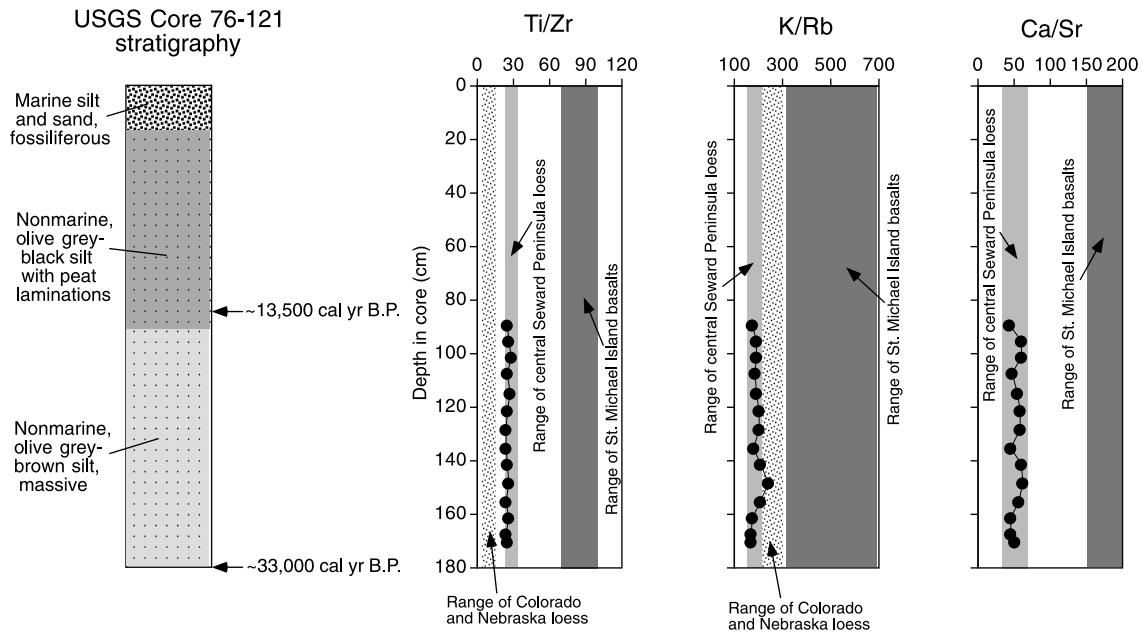 USGS Core 76-121
stratigraphy
Marine silt
and sand,
fossiliferous
Nonmarine,
olive grey-
black silt
with peat
laminations
~13,500 cal yr B.P.
Nonmarine,
olive grey-
brown silt,
massive
~33,000 cal yr B.P.
Ti/Zr
0 30 60 90 120
Depth in core (cm)
0
20
40
60
80
100
120
140
160
180
Range of central Seward Peninsula loess
Range of St. Michael Island basalts
Range of Colorado
and Nebraska loess
K/Rb
100 300 500 700
Range of central Seward Peninsula loess
Range of St. Michael Island basalts
Range of Colorado
and Nebraska loess
Ca/Sr
0 50 100 150 200
Range of central Seward Peninsula loess
Range of St. Michael Island basalts